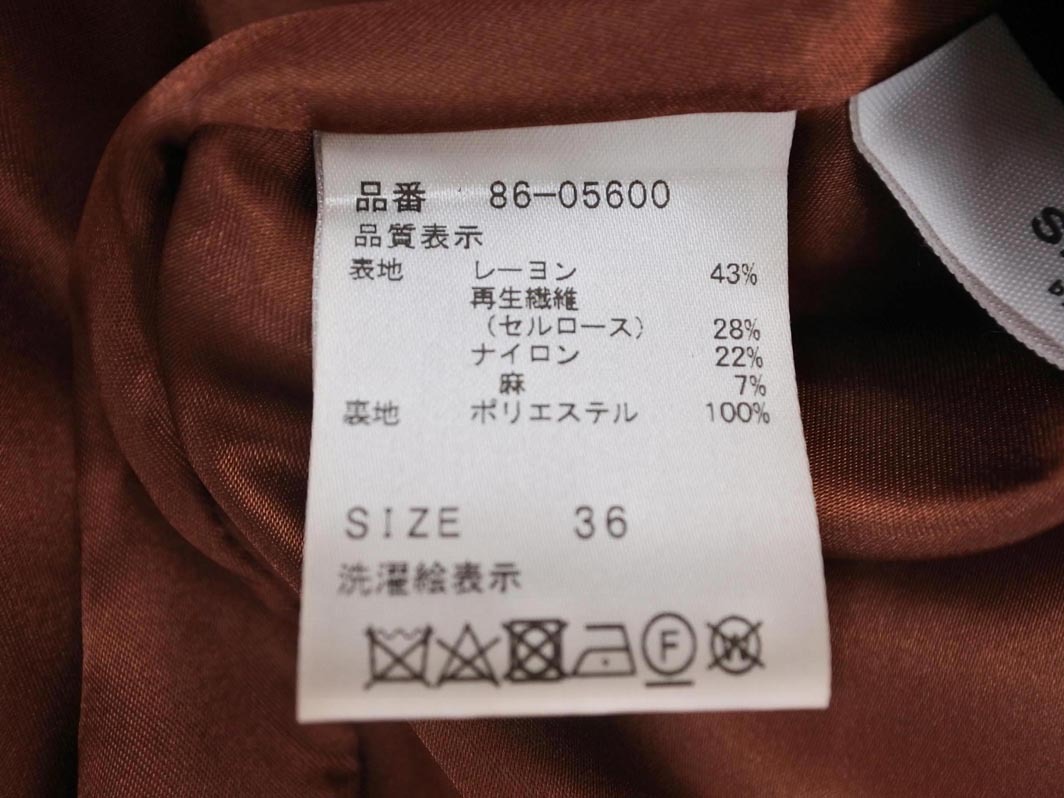 品番 86-05600
品質表示
表地 レーヨン 43%
再生繊維
（セルロース） 28%
ナイロン 22%
麻 7%
裏地 ポリエステル 100%
SIZE 36
洗濯絵表示
F W
S